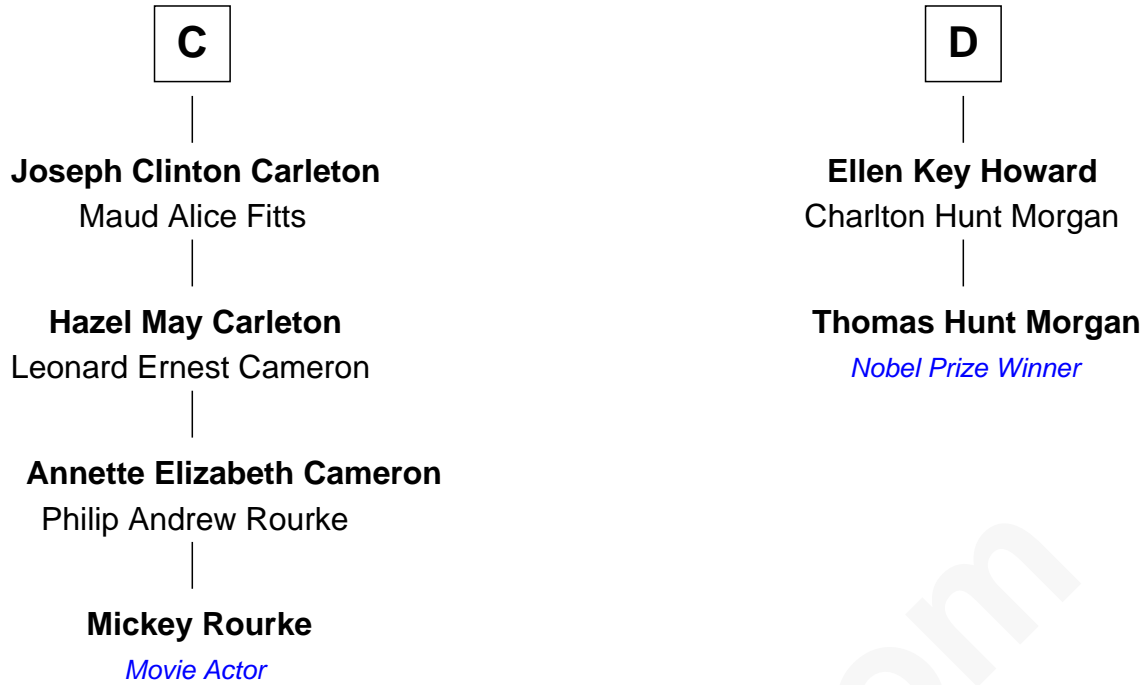 C
Joseph Clinton Carleton
Maud Alice Fitts
Hazel May Carleton
Leonard Ernest Cameron
Annette Elizabeth Cameron
Philip Andrew Rourke
Mickey Rourke
Movie Actor
D
Ellen Key Howard
Charlton Hunt Morgan
Thomas Hunt Morgan
Nobel Prize Winner
om